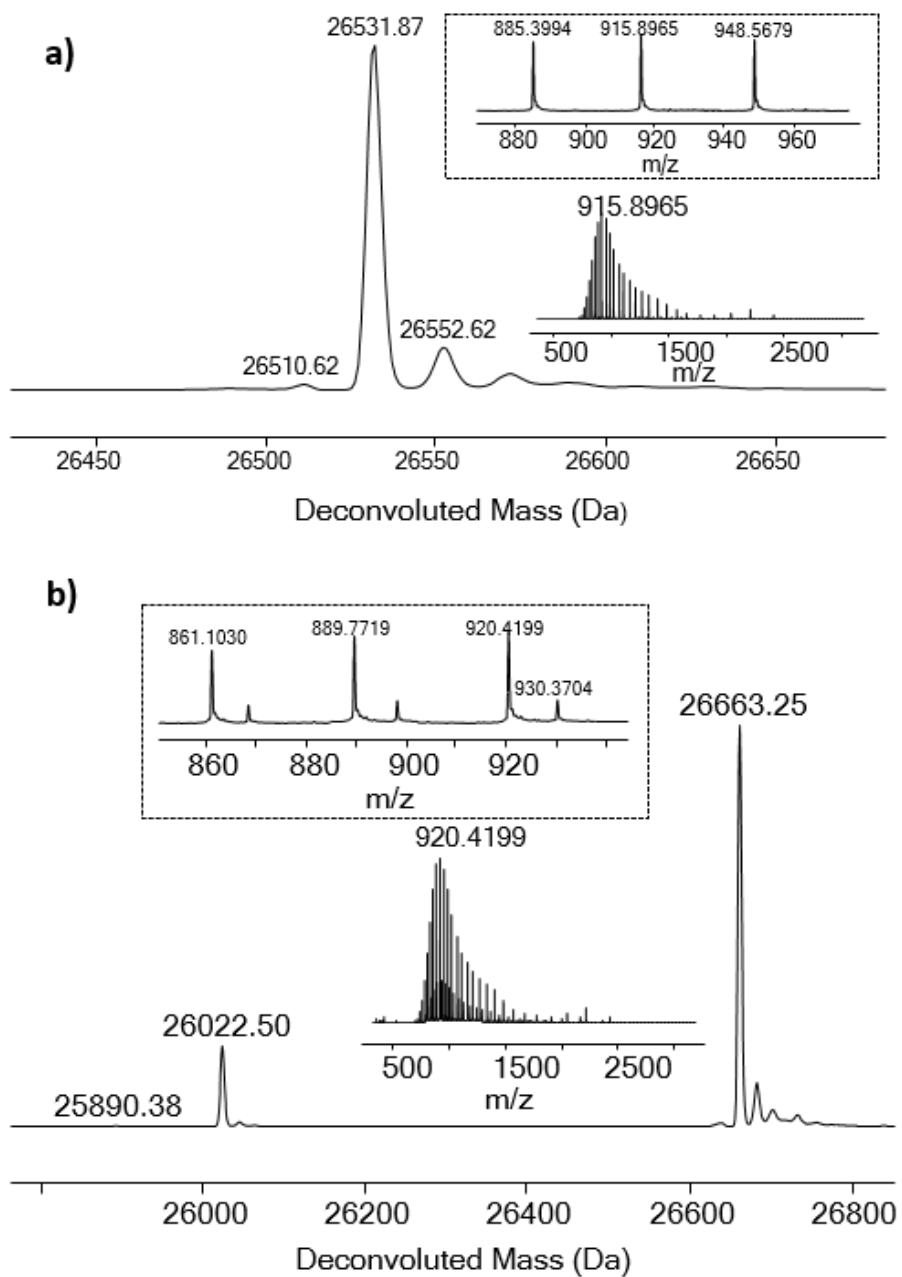 a)
26531.87
885.3994 915.8965 948.5679
880 900 920 940 960
m/z
915.8965
500 1500 2500
m/z
26552.62
26510.62
26450 26500 26550 26600 26650
Deconvoluted Mass (Da)
b)
861.1030 889.7719 920.4199
930.3704
860 880 900 920
m/z
26663.25
920.4199
500 1500 2500
m/z
26022.50
25890.38
26000 26200 26400 26600 26800
Deconvoluted Mass (Da)